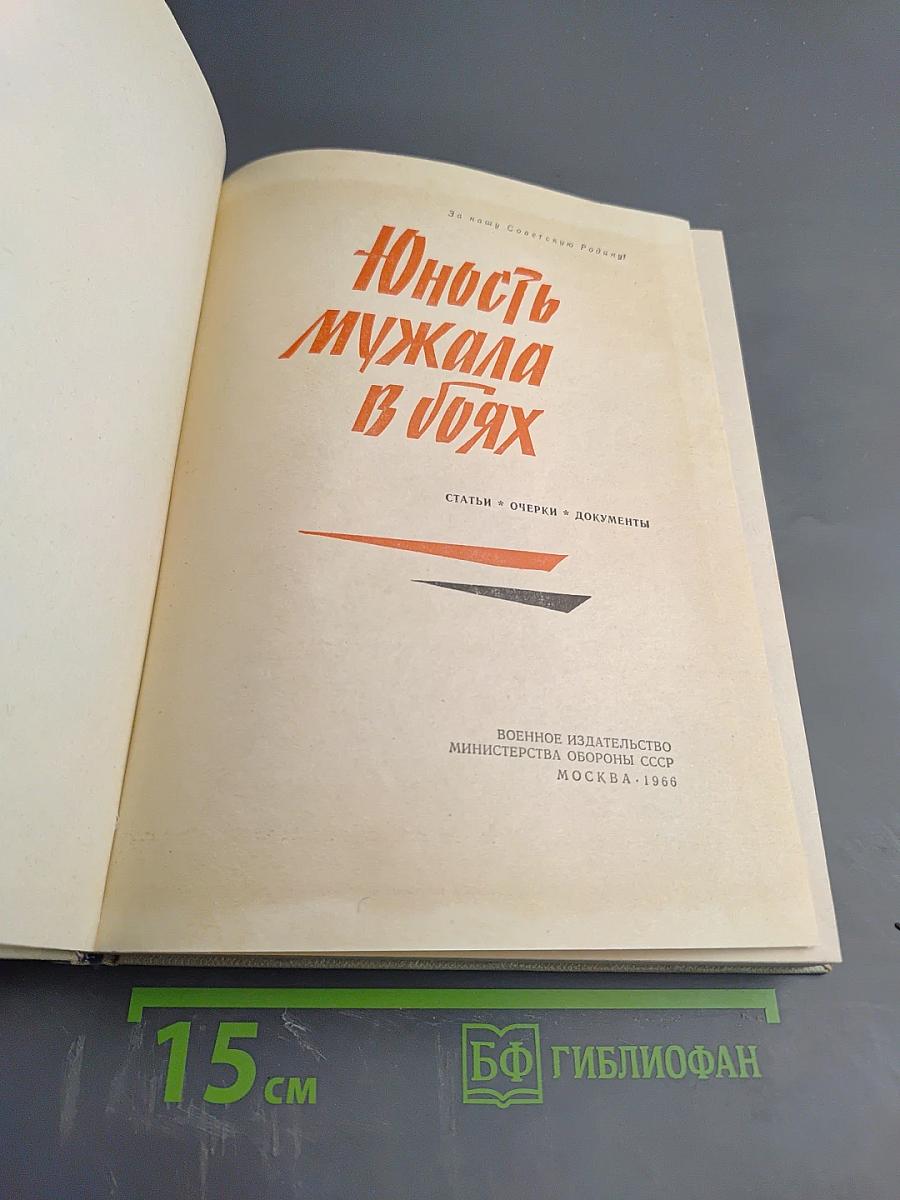 За нашу Советскую Родину!
Юность
мужала
в боях
СТАТЬИ * ОЧЕРКИ * ДОКУМЕНТЫ
ВОЕННОЕ ИЗДАТЕЛЬСТВО
МИНИСТЕРСТВА ОБОРОНЫ СССР
МОСКВА · 1966
15 см
БФ ГИБЛИОФАН